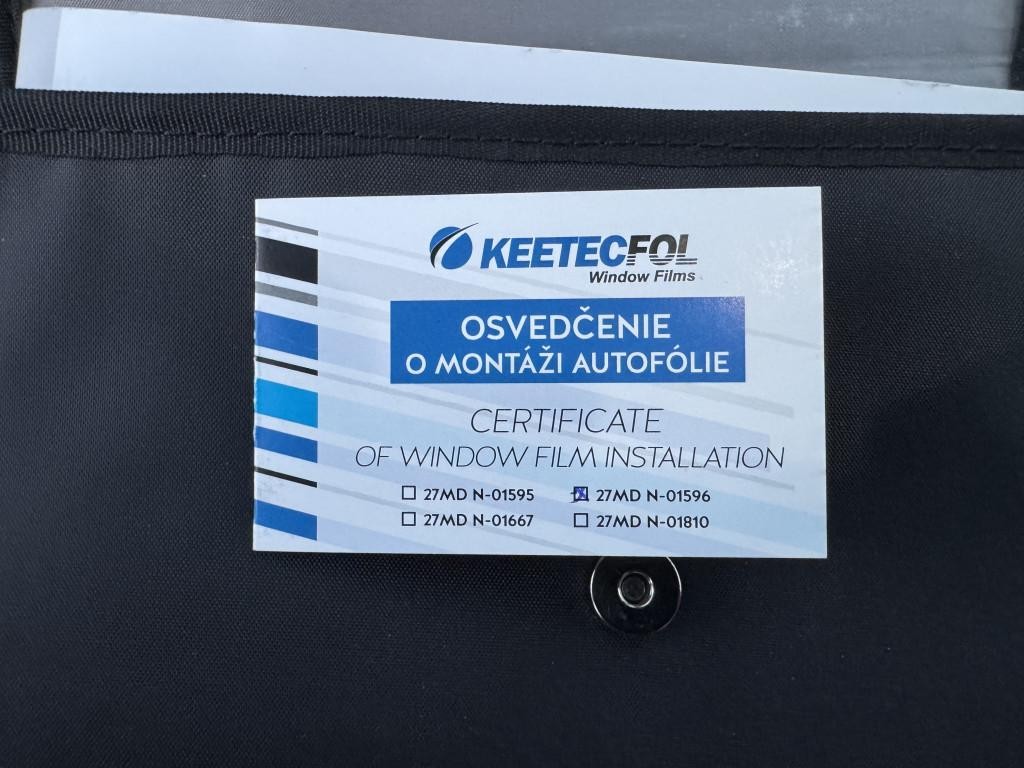 KEETECFOL
Window Films
OSVEDČENIE
O MONTÁŽI AUTOFÓLIE
CERTIFICATE
OF WINDOW FILM INSTALLATION
☐ 27MD N-01595 ☒ 27MD N-01596
☐ 27MD N-01667 ☐ 27MD N-01810